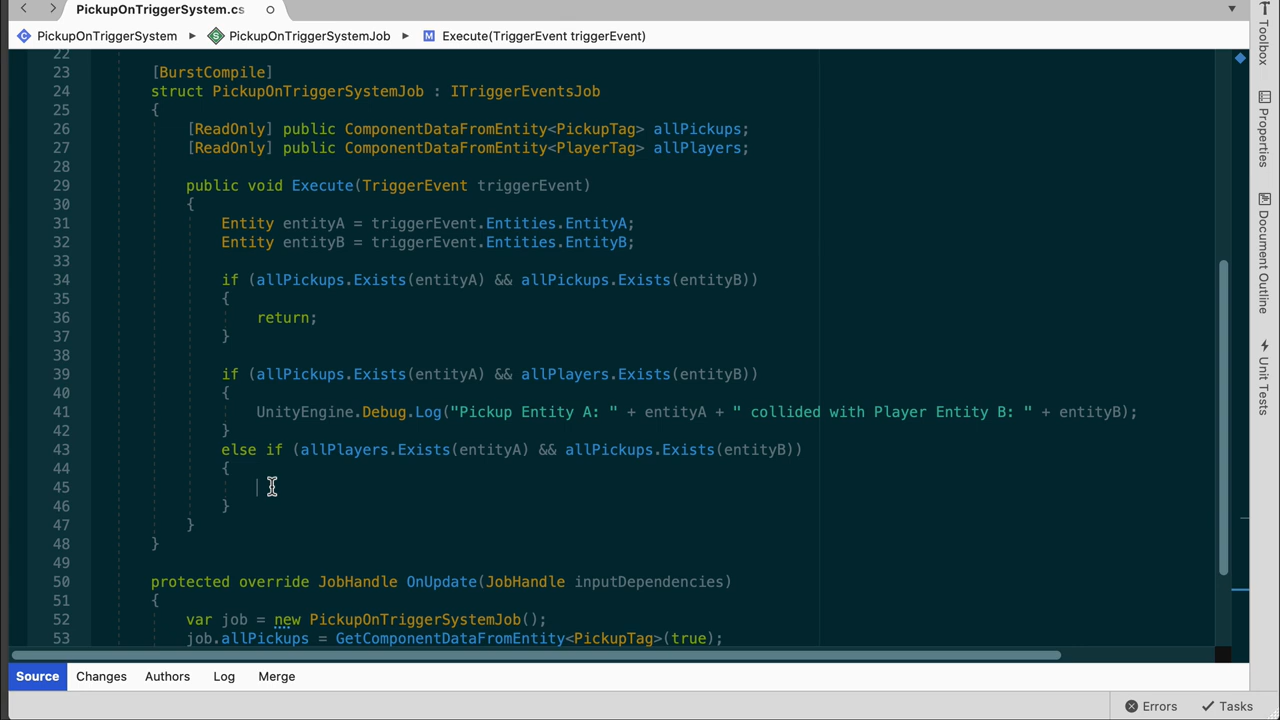 PickupOnTriggerSystem.cs
PickupOnTriggerSystem ▸ PickupOnTriggerSystemJob ▸ M Execute(TriggerEvent triggerEvent)
22
23 [BurstCompile]
24 struct PickupOnTriggerSystemJob : ITriggerEventsJob
25 {
26 [ReadOnly] public ComponentDataFromEntity<PickupTag> allPickups;
27 [ReadOnly] public ComponentDataFromEntity<PlayerTag> allPlayers;
28
29 public void Execute(TriggerEvent triggerEvent)
30 {
31 Entity entityA = triggerEvent.Entities.EntityA;
32 Entity entityB = triggerEvent.Entities.EntityB;
33
34 if (allPickups.Exists(entityA) && allPickups.Exists(entityB))
35 {
36 return;
37 }
38
39 if (allPickups.Exists(entityA) && allPlayers.Exists(entityB))
40 {
41 UnityEngine.Debug.Log("Pickup Entity A: " + entityA + " collided with Player Entity B: " + entityB);
42 }
43 else if (allPlayers.Exists(entityA) && allPickups.Exists(entityB))
44 {
45
46 }
47 }
48 }
49
50 protected override JobHandle OnUpdate(JobHandle inputDependencies)
51 {
52 var job = new PickupOnTriggerSystemJob();
53 job.allPickups = GetComponentDataFromEntity<PickupTag>(true);
Source Changes Authors Log Merge
Errors Tasks
Toolbox
Properties
Document Outline
Unit Tests